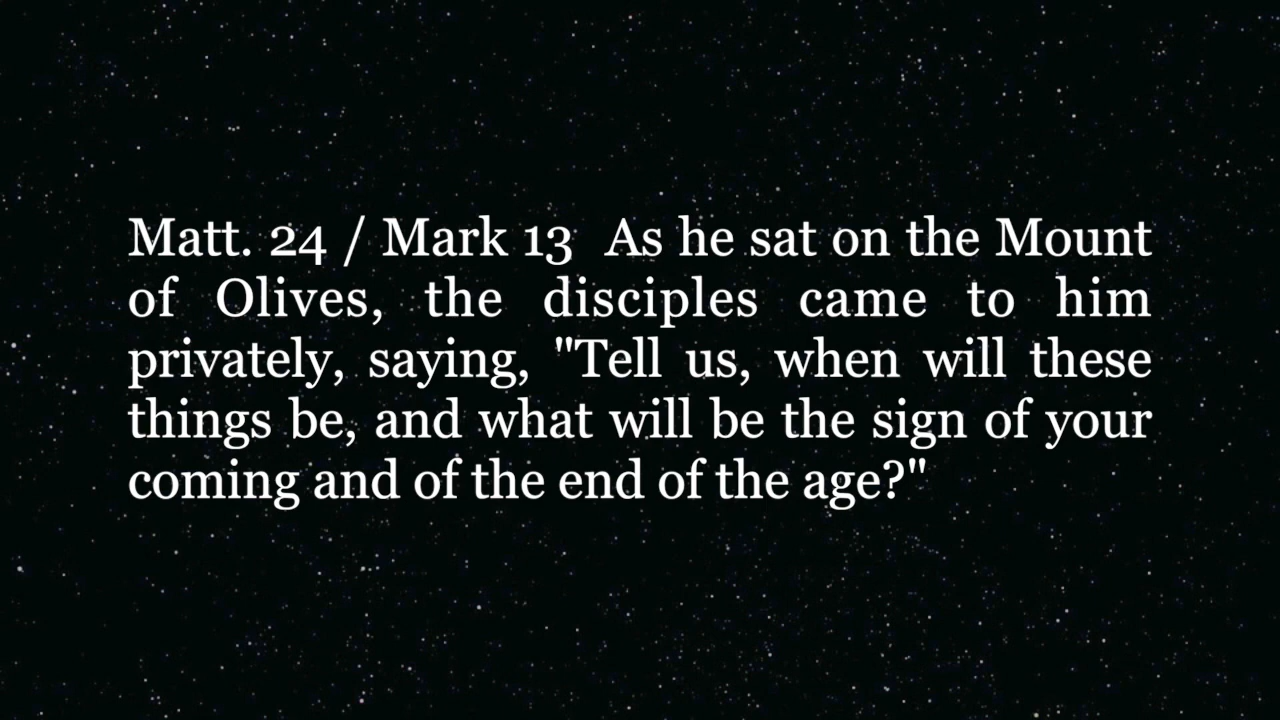 Matt. 24 / Mark 13  As he sat on the Mount
of Olives, the disciples came to him
privately, saying, "Tell us, when will these
things be, and what will be the sign of your
coming and of the end of the age?"